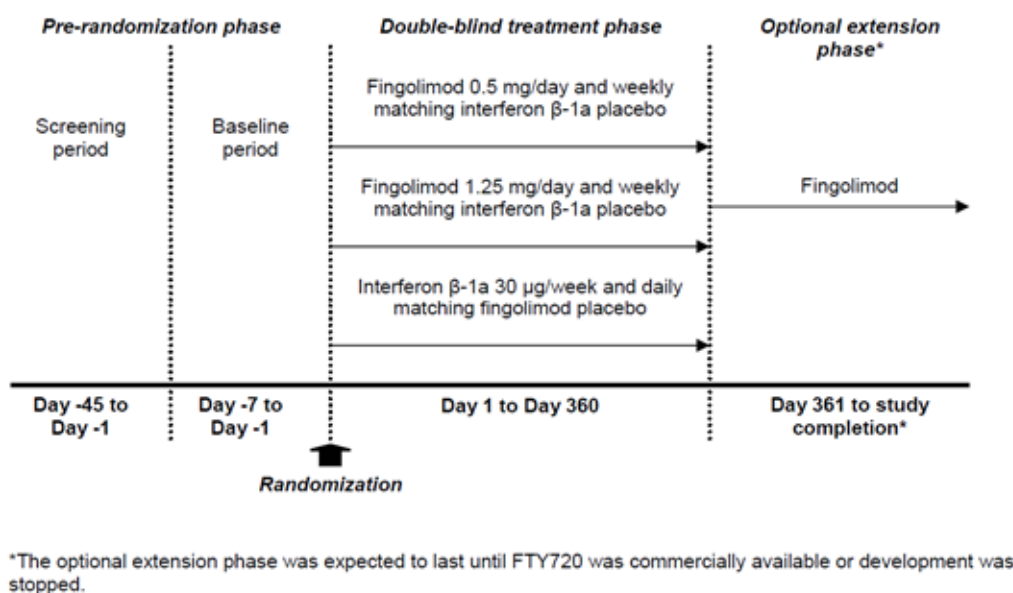 Pre-randomization phase
Double-blind treatment phase
Optional extension
phase*
Screening
period
Baseline
period
Fingolimod 0.5 mg/day and weekly
matching interferon β-1a placebo
Fingolimod 1.25 mg/day and weekly
matching interferon β-1a placebo
Interferon β-1a 30 µg/week and daily
matching fingolimod placebo
Fingolimod
Day -45 to
Day -1
Day -7 to
Day -1
Day 1 to Day 360
Day 361 to study
completion*
Randomization
*The optional extension phase was expected to last until FTY720 was commercially available or development was
stopped.